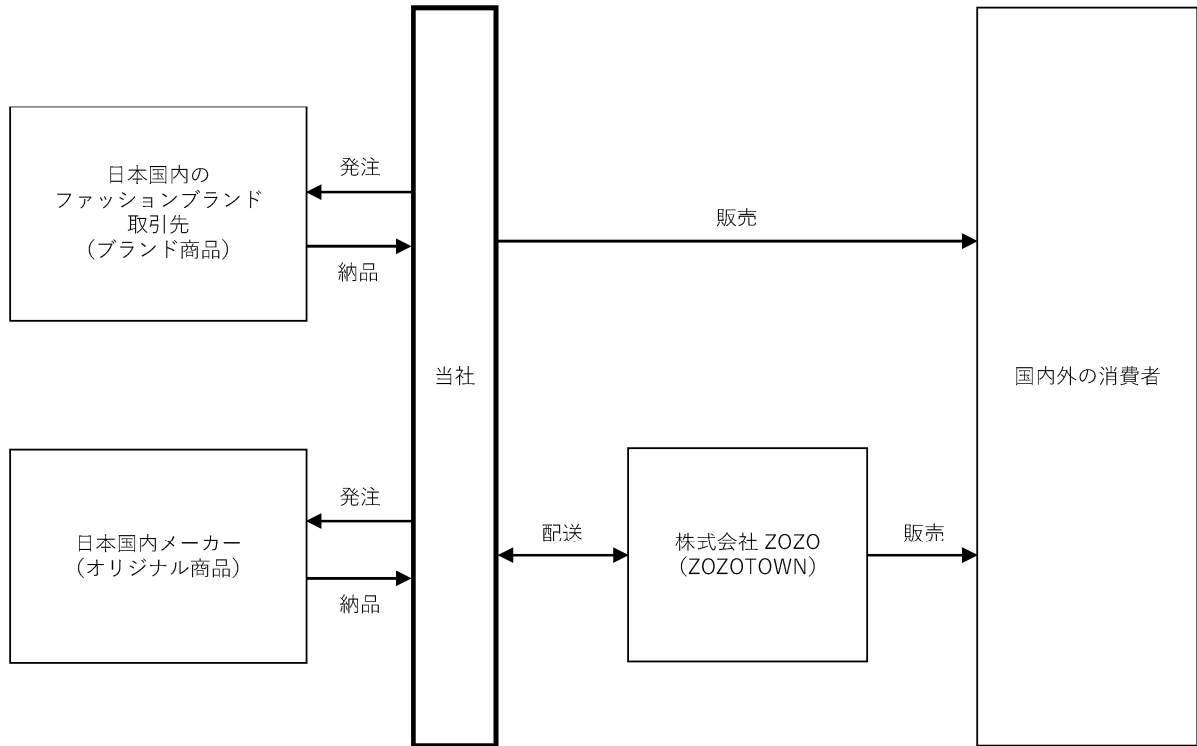 日本国内の
ファッションブランド
取引先
（ブランド商品）
発注
納品
日本国内メーカー
（オリジナル商品）
発注
納品
当社
販売
配送
株式会社 ZOZO
（ZOZOTOWN）
販売
国内外の消費者